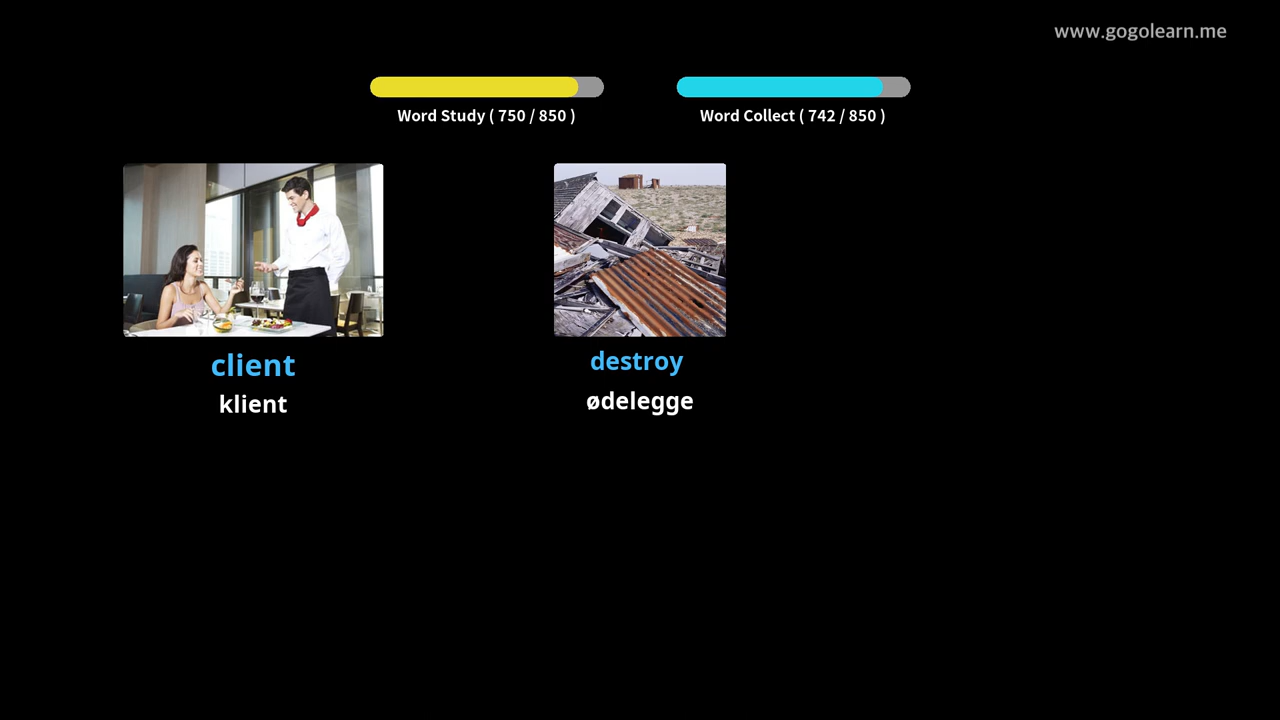 www.gogolearn.me
Word Study ( 750 / 850 )
Word Collect ( 742 / 850 )
client
klient
destroy
ødelegge